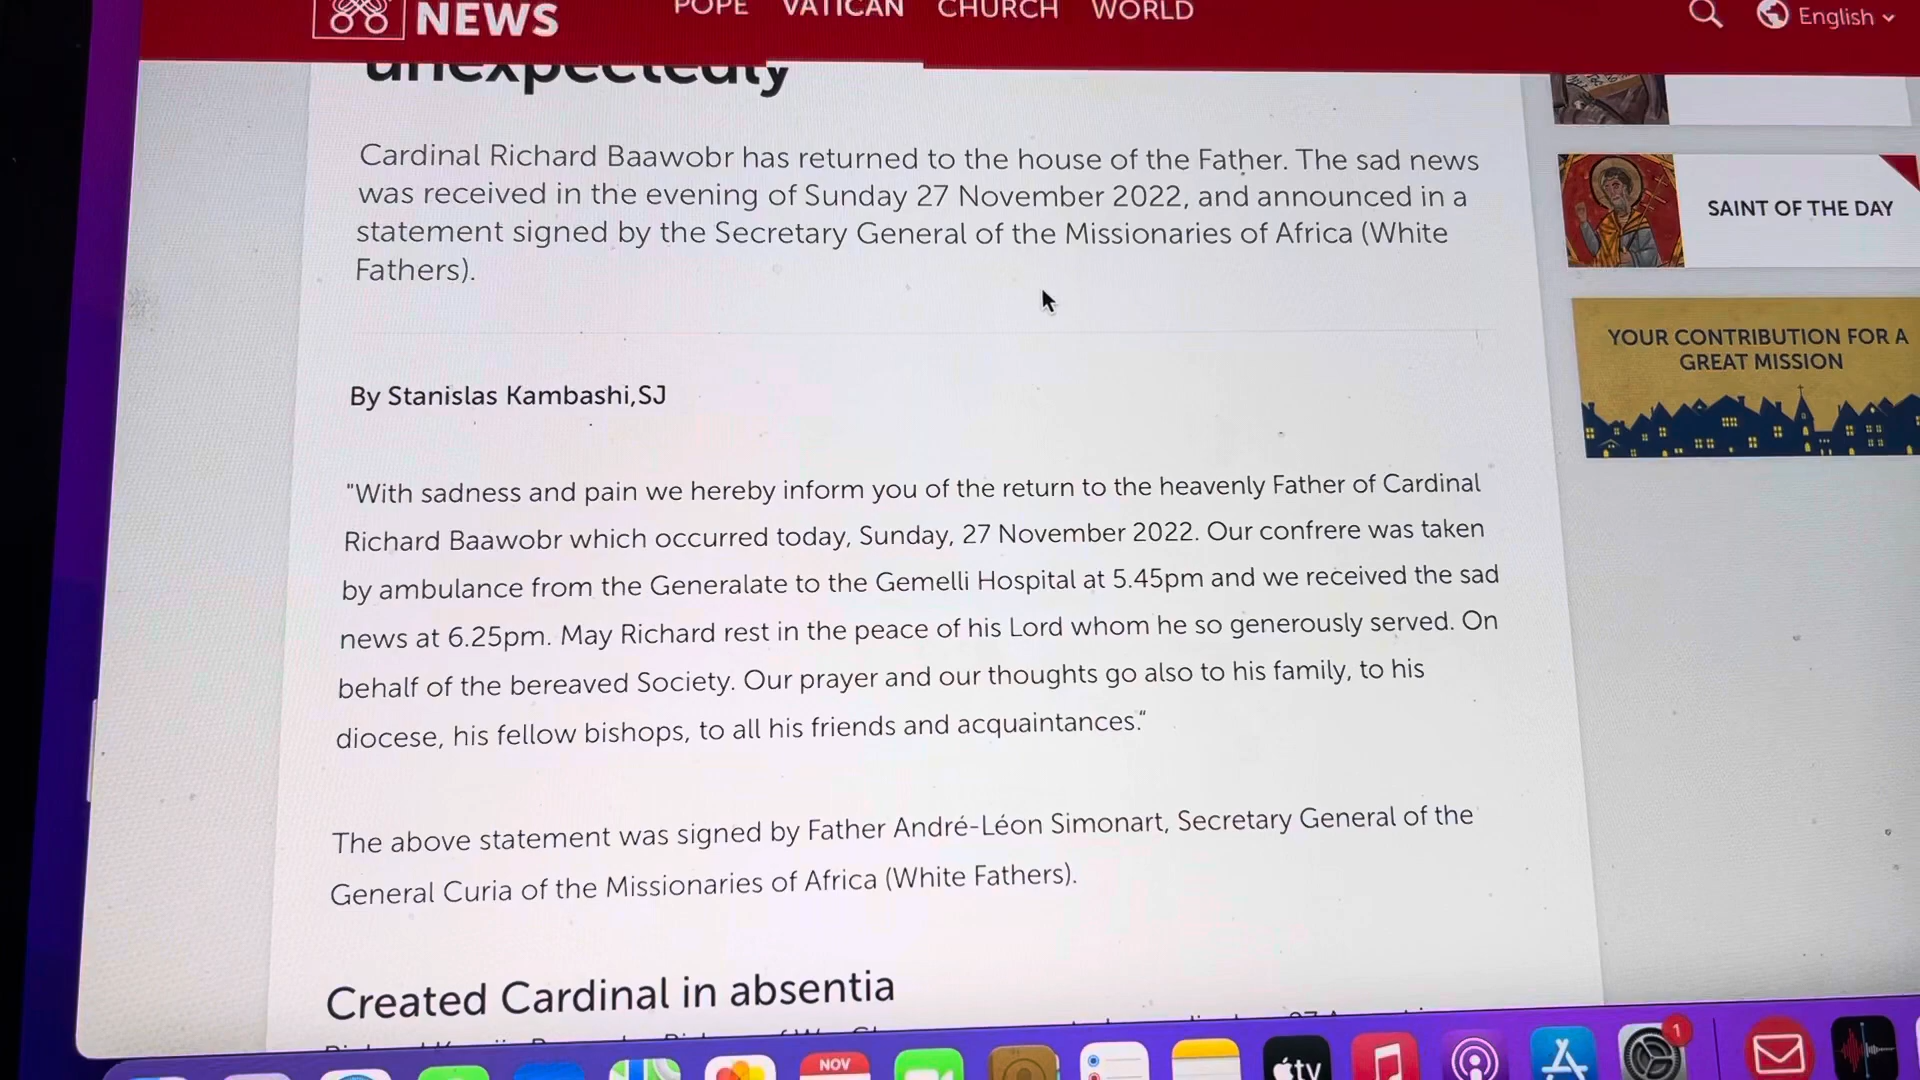 NEWS
POPE VATICAN CHURCH WORLD
English
unexpectedly
Cardinal Richard Baawobr has returned to the house of the Father. The sad news
was received in the evening of Sunday 27 November 2022, and announced in a
statement signed by the Secretary General of the Missionaries of Africa (White
Fathers).
SAINT OF THE DAY
YOUR CONTRIBUTION FOR A
GREAT MISSION
By Stanislas Kambashi,SJ
"With sadness and pain we hereby inform you of the return to the heavenly Father of Cardinal
Richard Baawobr which occurred today, Sunday, 27 November 2022. Our confrere was taken
by ambulance from the Generalate to the Gemelli Hospital at 5.45pm and we received the sad
news at 6.25pm. May Richard rest in the peace of his Lord whom he so generously served. On
behalf of the bereaved Society. Our prayer and our thoughts go also to his family, to his
diocese, his fellow bishops, to all his friends and acquaintances."
The above statement was signed by Father André-Léon Simonart, Secretary General of the
General Curia of the Missionaries of Africa (White Fathers).
Created Cardinal in absentia
NOV
tv
1